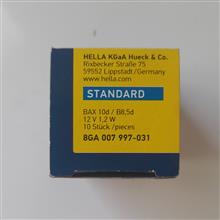 HELLA KGaA Hueck & Co.
Rixbecker Straße 75
59552 Lippstadt/Germany
www.hella.com
STANDARD
BAX 10d / B8,5d
12 V 1,2 W
10 Stück/pieces
8GA 007 997-031